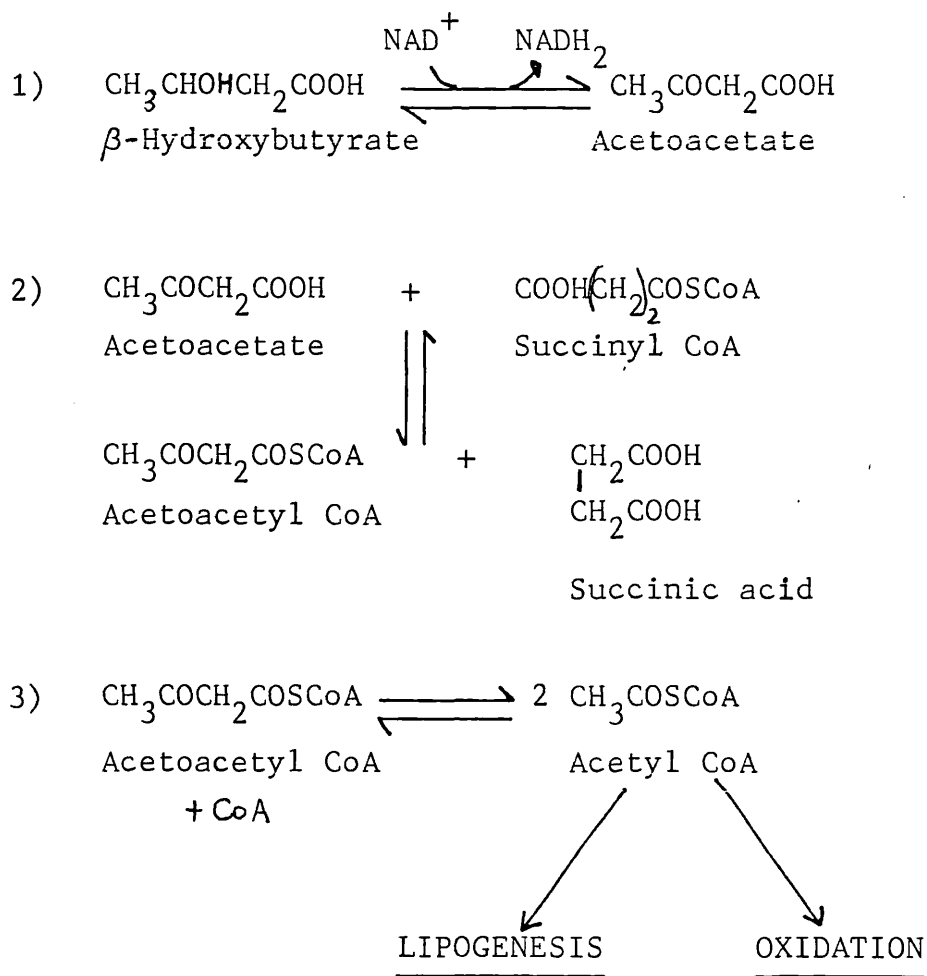 NAD+ NADH2
1) CH3CHOHCH2COOH CH3COCH2COOH
β-Hydroxybutyrate Acetoacetate
2) CH3COCH2COOH + COOH(CH2)2COSCoA
Acetoacetate Succinyl CoA
CH3COCH2COSCoA + CH2COOH
Acetoacetyl CoA CH2COOH
Succinic acid
3) CH3COCH2COSCoA 2 CH3COSCoA
Acetoacetyl CoA Acetyl CoA
+ CoA
LIPOGENESIS OXIDATION